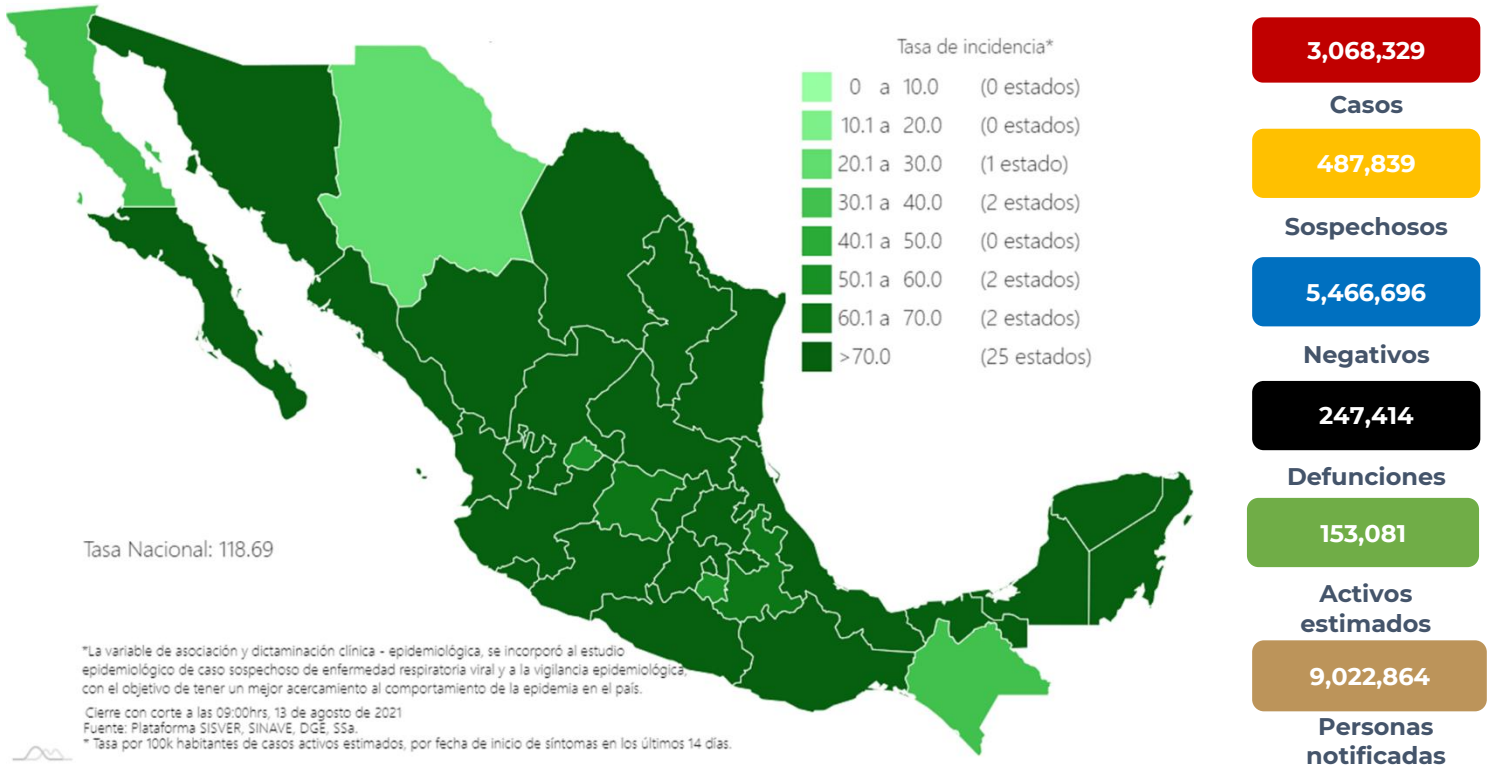 Tasa de incidencia*
0 a 10.0 (0 estados)
10.1 a 20.0 (0 estados)
20.1 a 30.0 (1 estado)
30.1 a 40.0 (2 estados)
40.1 a 50.0 (0 estados)
50.1 a 60.0 (2 estados)
60.1 a 70.0 (2 estados)
>70.0 (25 estados)
Tasa Nacional: 118.69
*La variable de asociación y dictaminación clínica - epidemiológica, se incorporó al estudio
epidemiológico de caso sospechoso de enfermedad respiratoria viral y a la vigilancia epidemiológica,
con el objetivo de tener un mejor acercamiento al comportamiento de la epidemia en el país.
Cierre con corte a las 09:00hrs, 13 de agosto de 2021
Fuente: Plataforma SISVER, SINAVE, DGE, SSa.
* Tasa por 100k habitantes de casos activos estimados, por fecha de inicio de síntomas en los últimos 14 días.
3,068,329
Casos
487,839
Sospechosos
5,466,696
Negativos
247,414
Defunciones
153,081
Activos
estimados
9,022,864
Personas
notificadas